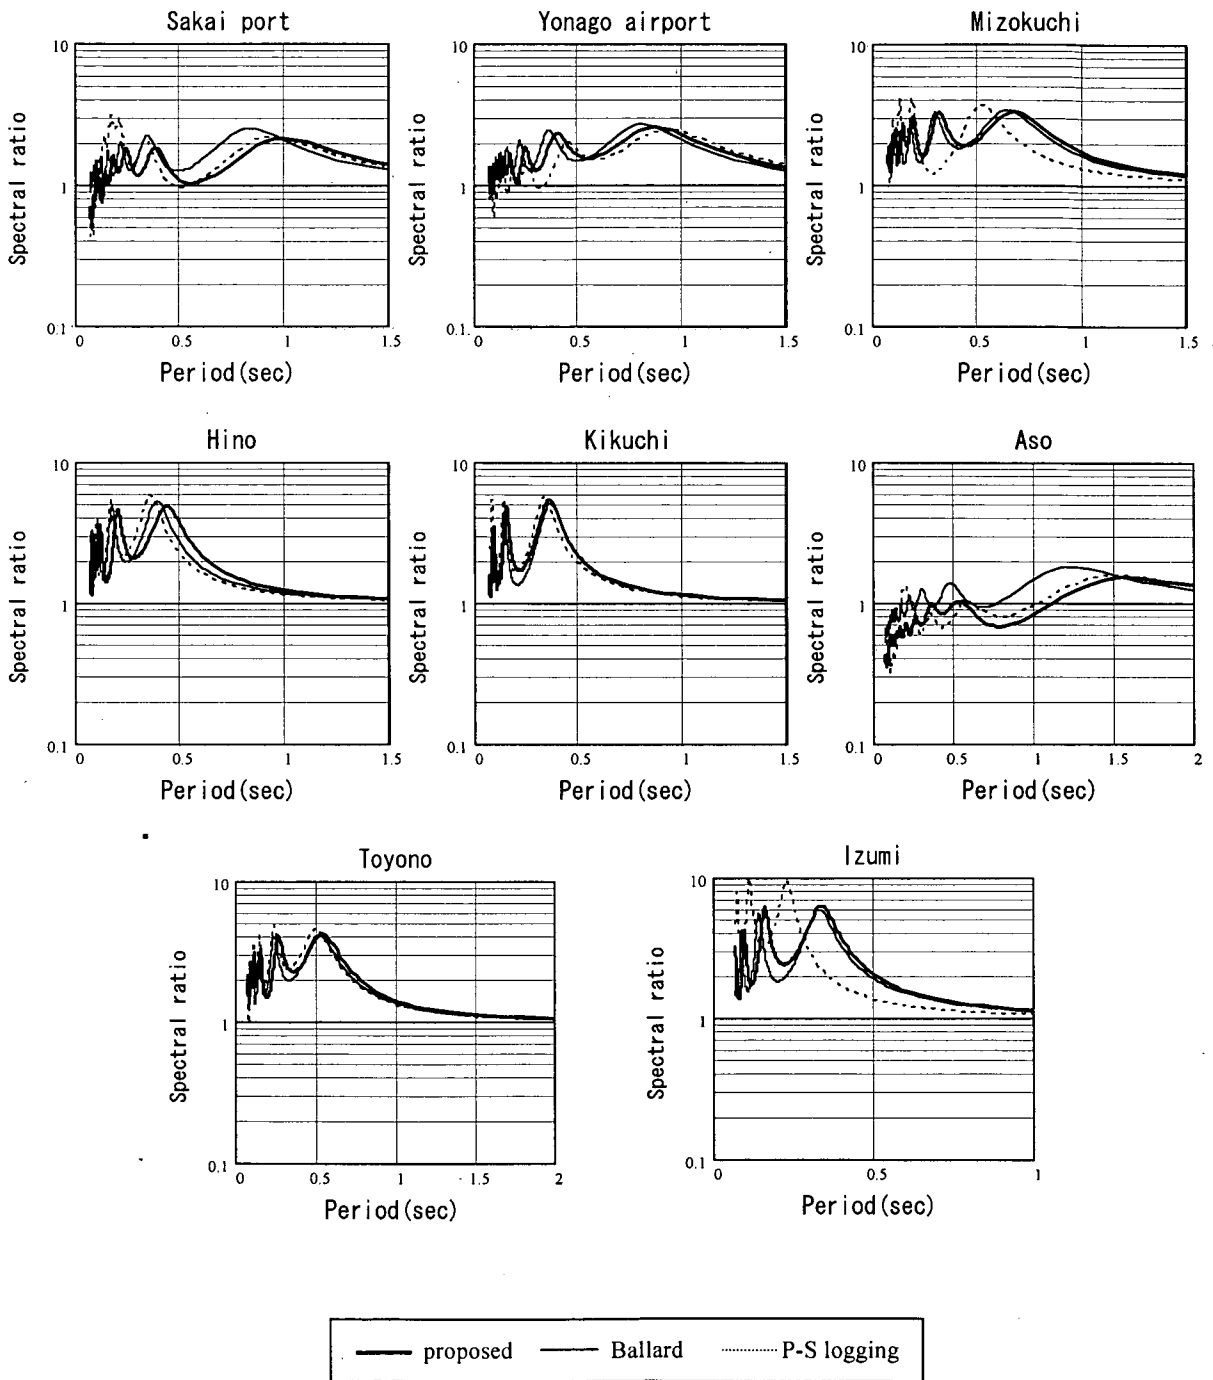 Sakai port
Yonago airport
Mizokuchi
10
1
0.1
0
0.5
1
1.5
Spectral ratio
Period(sec)
10
1
0.1
0
0.5
1
1.5
Spectral ratio
Period(sec)
10
1
0.1
0
0.5
1
1.5
Spectral ratio
Period(sec)
Hino
Kikuchi
Aso
10
1
0.1
0
0.5
1
1.5
Spectral ratio
Period(sec)
10
1
0.1
0
0.5
1
1.5
Spectral ratio
Period(sec)
10
1
0.1
0
0.5
1
1.5
2
Spectral ratio
Period(sec)
Toyono
Izumi
10
1
0.1
0
0.5
1
1.5
2
Spectral ratio
Period(sec)
10
1
0.1
0
0.5
1
Spectral ratio
Period(sec)
proposed Ballard P-S logging